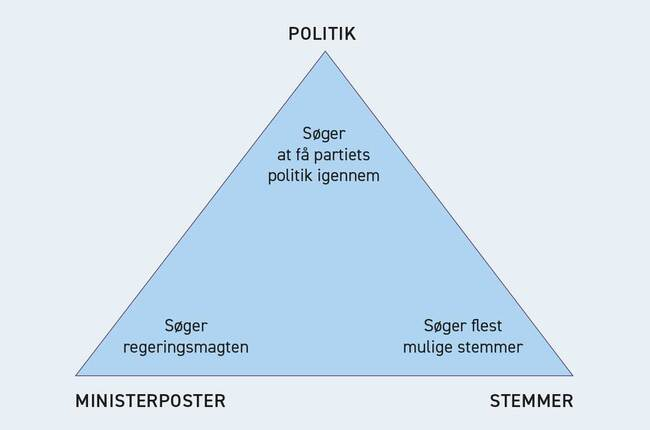 POLITIK
Søger
at få partiets
politik igennem
Søger
regeringsmagten
Søger flest
mulige stemmer
MINISTERPOSTER
STEMMER